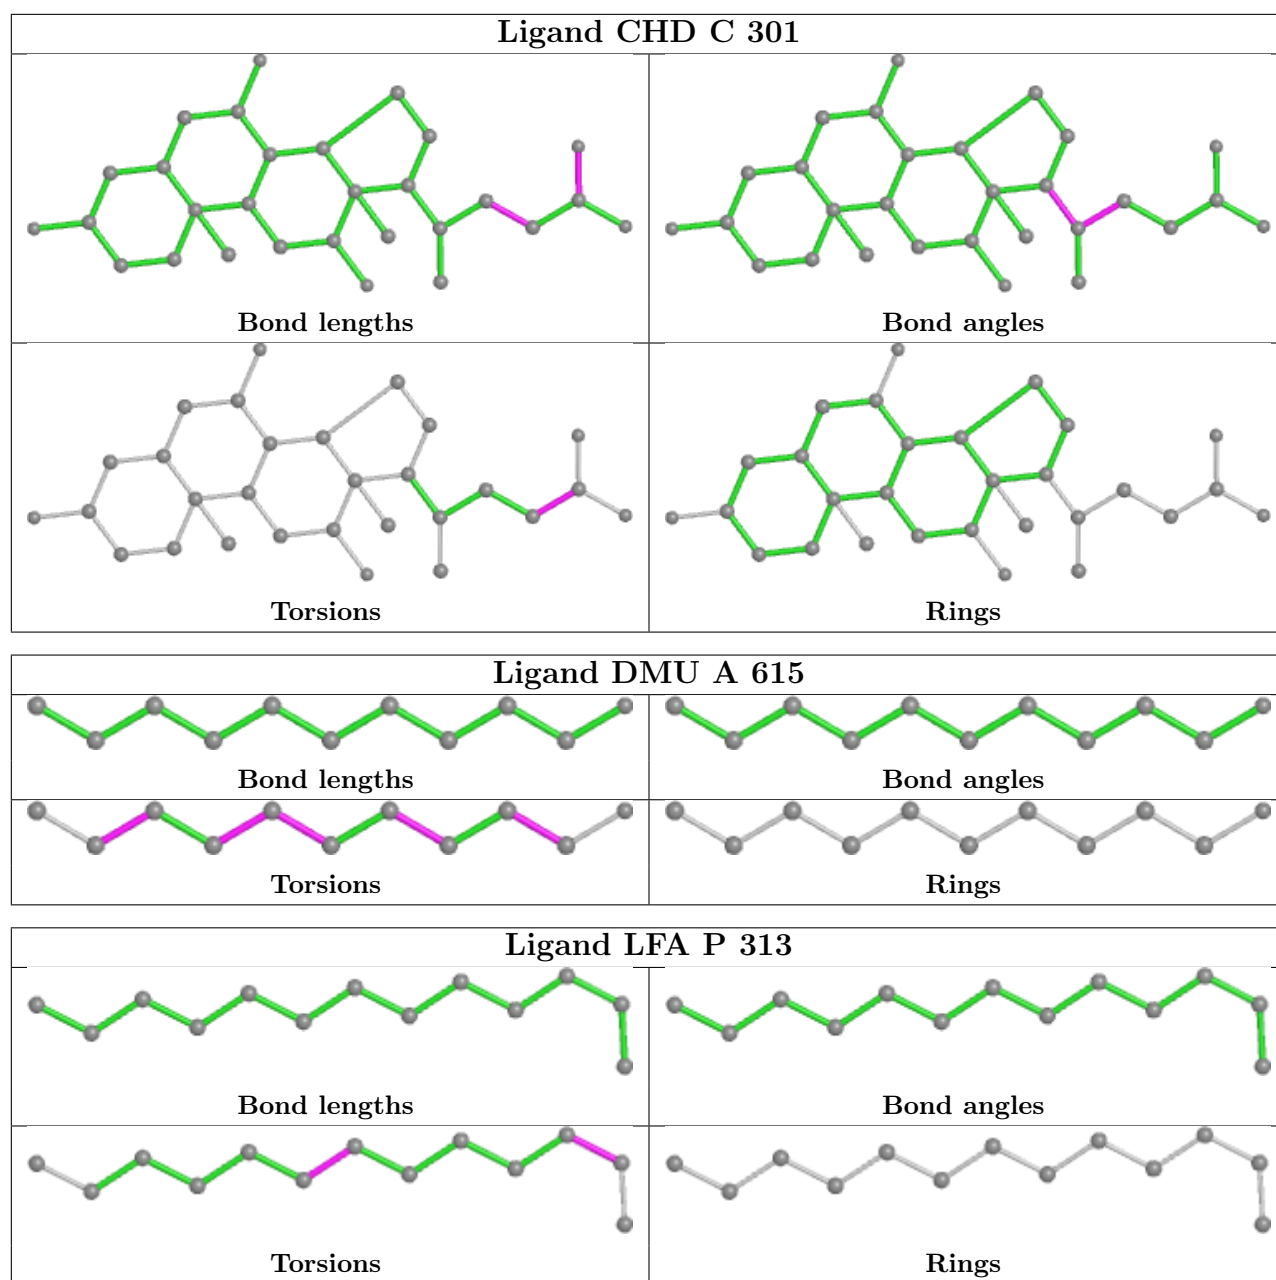 Ligand CHD C 301
Bond lengths
Bond angles
Torsions
Rings
Ligand DMU A 615
Bond lengths
Bond angles
Torsions
Rings
Ligand LFA P 313
Bond lengths
Bond angles
Torsions
Rings